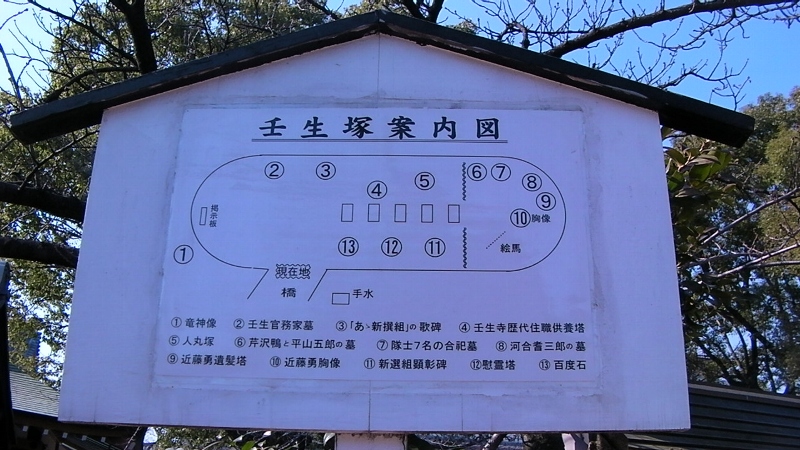 壬生塚案内図
② ③ ④ ⑤ ⑥ ⑦ ⑧ ⑨
掲示板
⑩ 胸像
① ⑬ ⑫ ⑪ 絵馬
現在地
橋 手水
①竜神像 ②壬生官務家墓 ③「あゝ新撰組」の歌碑 ④壬生寺歴代住職供養塔
⑤人丸塚 ⑥芹沢鴨と平山五郎の墓 ⑦隊士7名の合祀墓 ⑧河合耆三郎の墓
⑨近藤勇遺髪塔 ⑩近藤勇胸像 ⑪新選組顕彰碑 ⑫慰霊塔 ⑬百度石